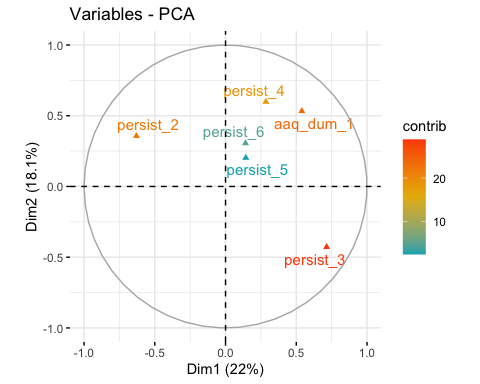 Variables - PCA
1.0
0.5
0.0
-0.5
-1.0
Dim2 (18.1%)
persist_4
persist_2
aaq_dum_1
persist_6
persist_5
persist_3
-1.0 -0.5 0.0 0.5 1.0
Dim1 (22%)
contrib
20
10